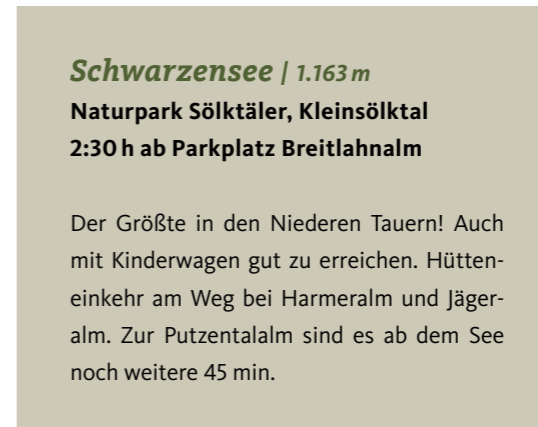 Schwarzensee | 1.163 m
Naturpark Sölktäler, Kleinsölktal
2:30 h ab Parkplatz Breitlahnalm
Der Größte in den Niederen Tauern! Auch
mit Kinderwagen gut zu erreichen. Hütten-
einkehr am Weg bei Harmeralm und Jäger-
alm. Zur Putzentalalm sind es ab dem See
noch weitere 45 min.